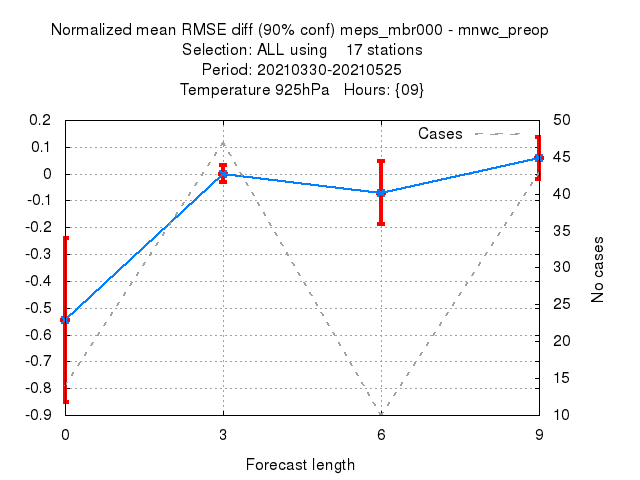 Normalized mean RMSE diff (90% conf) meps_mbr000 - mnwc_preop
Selection: ALL using 17 stations
Period: 20210330-20210525
Temperature 925hPa Hours: {09}
Cases
0.2
0.1
0
-0.1
-0.2
-0.3
-0.4
-0.5
-0.6
-0.7
-0.8
-0.9
50
45
40
35
30
25
20
15
10
No cases
0 3 6 9
Forecast length